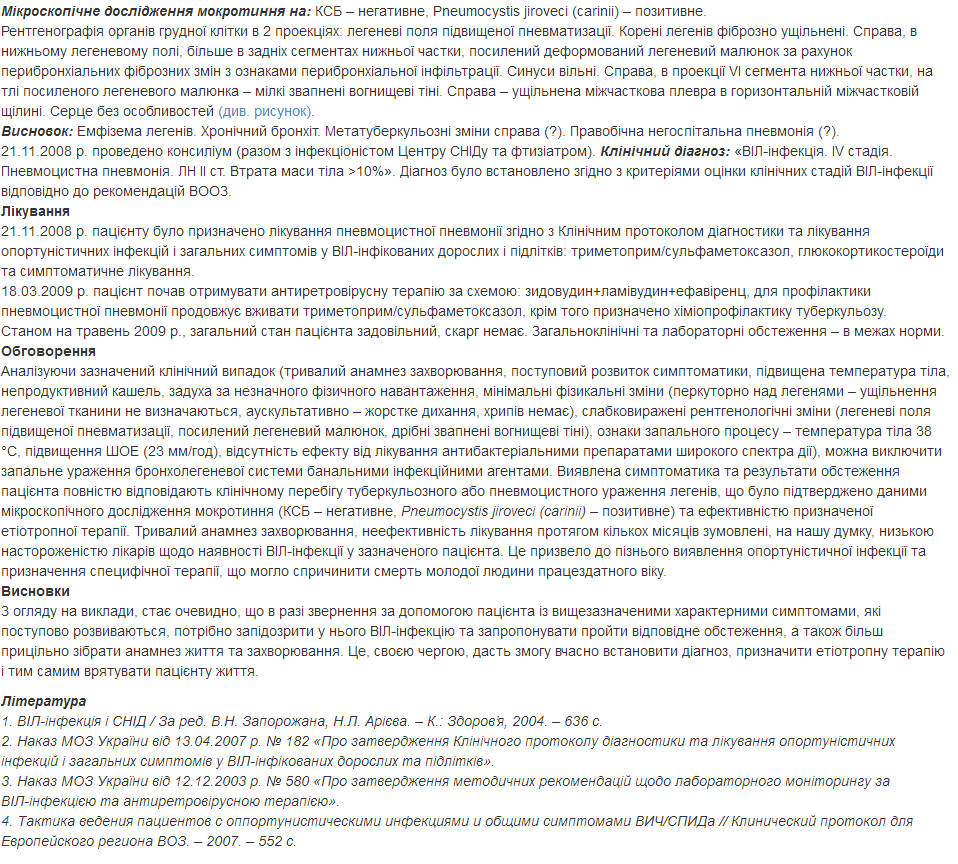 Мікроскопічне дослідження мокротиння на: КСБ – негативне, Pneumocystis jiroveci (carinii) – позитивне.
Рентгенографія органів грудної клітки в 2 проекціях: легеневі поля підвищеної пневматизації. Корені легенів фіброзно ущільнені. Справа, в
нижньому легеневому полі, більше в задніх сегментах нижньої частки, посилений деформований легеневий малюнок за рахунок
перибронхіальних фіброзних змін з ознаками перибронхіальної інфільтрації. Синуси вільні. Справа, в проекції VI сегмента нижньої частки, на
тлі посиленого легеневого малюнка – мілкі звапнені вогнищеві тіні. Справа – ущільнена міжчасткова плевра в горизонтальній міжчастковій
щілині. Серце без особливостей (див. рисунок).
Висновок: Емфізема легенів. Хронічний бронхіт. Метатуберкульозні зміни справа (?). Правобічна негоспітальна пневмонія (?).
21.11.2008 р. проведено консиліум (разом з інфекціоністом Центру СНІДу та фтизіатром). Клінічний діагноз: «ВІЛ-інфекція. IV стадія.
Пневмоцистна пневмонія. ЛН II ст. Втрата маси тіла >10%». Діагноз було встановлено згідно з критеріями оцінки клінічних стадій ВІЛ-інфекції
відповідно до рекомендацій ВООЗ.
Лікування
21.11.2008 р. пацієнту було призначено лікування пневмоцистної пневмонії згідно з Клінічним протоколом діагностики та лікування
опортуністичних інфекцій і загальних симптомів у ВІЛ-інфікованих дорослих і підлітків: триметоприм/сульфаметоксазол, глюкокортикостероїди
та симптоматичне лікування.
18.03.2009 р. пацієнт почав отримувати антиретровірусну терапію за схемою: зидовудин+ламівудин+ефавіренц, для профілактики
пневмоцистної пневмонії продовжує вживати триметоприм/сульфаметоксазол, крім того призначено хіміопрофілактику туберкульозу.
Станом на травень 2009 р., загальний стан пацієнта задовільний, скарг немає. Загальноклінічні та лабораторні обстеження – в межах норми.
Обговорення
Аналізуючи зазначений клінічний випадок (тривалий анамнез захворювання, поступовий розвиток симптоматики, підвищена температура тіла,
непродуктивний кашель, задуха за незначного фізичного навантаження, мінімальні фізикальні зміни (перкуторно над легенями – ущільнення
легеневої тканини не визначаються, аускультативно – жорстке дихання, хрипів немає), слабковиражені рентгенологічні зміни (легеневі поля
підвищеної пневматизації, посилений легеневий малюнок, дрібні звапнені вогнищеві тіні), ознаки запального процесу – температура тіла 38
°С, підвищення ШОЕ (23 мм/год), відсутність ефекту від лікування антибактеріальними препаратами широкого спектра дії), можна виключити
запальне ураження бронхолегеневої системи банальними інфекційними агентами. Виявлена симптоматика та результати обстеження
пацієнта повністю відповідають клінічному перебігу туберкульозного або пневмоцистного ураження легенів, що було підтверджено даними
мікроскопічного дослідження мокротиння (КСБ – негативне, Pneumocystis jiroveci (carinii) – позитивне) та ефективністю призначеної
етіотропної терапії. Тривалий анамнез захворювання, неефективність лікування протягом кількох місяців зумовлені, на нашу думку, низькою
настороженістю лікарів щодо наявності ВІЛ-інфекції у зазначеного пацієнта. Це призвело до пізнього виявлення опортуністичної інфекції та
призначення специфічної терапії, що могло спричинити смерть молодої людини працездатного віку.
Висновки
З огляду на виклади, стає очевидно, що в разі звернення за допомогою пацієнта із вищезазначеними характерними симптомами, які
поступово розвиваються, потрібно запідозрити у нього ВІЛ-інфекцію та запропонувати пройти відповідне обстеження, а також більш
прицільно зібрати анамнез життя та захворювання. Це, своєю чергою, дасть змогу вчасно встановити діагноз, призначити етіотропну терапію
і тим самим врятувати пацієнту життя.
Література
1. ВІЛ-інфекція і СНІД / За ред. В.Н. Запорожана, Н.Л. Арієва. – К.: Здоров'я, 2004. – 636 с.
2. Наказ МОЗ України від 13.04.2007 р. № 182 «Про затвердження Клінічного протоколу діагностики та лікування опортуністичних
інфекцій і загальних симптомів у ВІЛ-інфікованих дорослих та підлітків».
3. Наказ МОЗ України від 12.12.2003 р. № 580 «Про затвердження методичних рекомендацій щодо лабораторного моніторингу за
ВІЛ-інфекцією та антиретровірусною терапією».
4. Тактика ведения пациентов с оппортунистическими инфекциями и общими симптомами ВИЧ/СПИДа // Клинический протокол для
Европейского региона ВОЗ. – 2007. – 552 с.